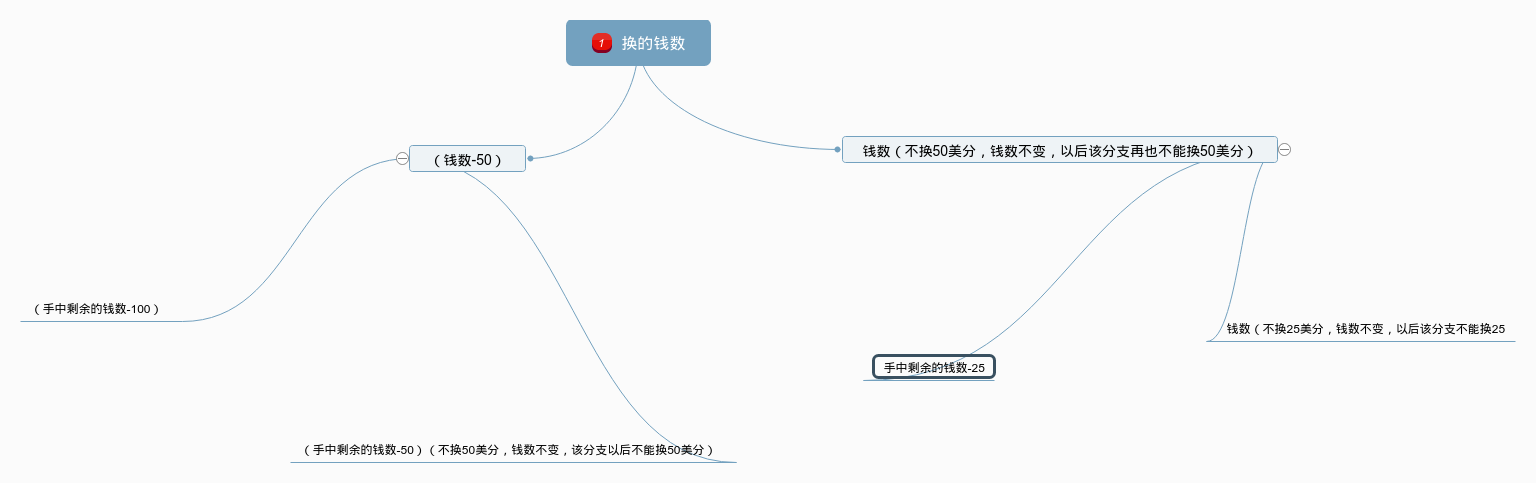 1 换的钱数
（钱数-50）
钱数（不换50美分，钱数不变，以后该分支再也不能换50美分）
（手中剩余的钱数-100）
钱数（不换25美分，钱数不变，以后该分支不能换25
手中剩余的钱数-25
（手中剩余的钱数-50）（不换50美分，钱数不变，该分支以后不能换50美分）